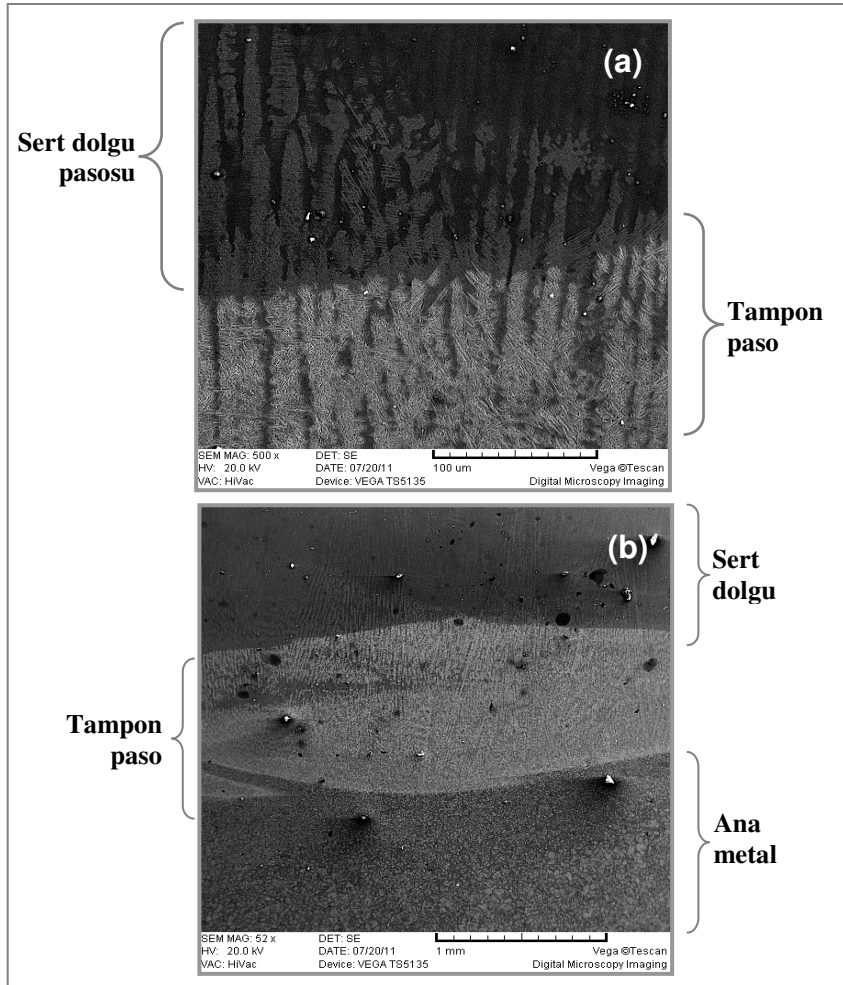 (a)
Sert dolgu
pasosu
Tampon
paso
SEM MAG: 500 x DET: SE
HV: 20.0 kV DATE: 07/20/11 100 um Vega ©Tescan
VAC: HiVac Device: VEGA TS5135 Digital Microscopy Imaging
(b)
Sert
dolgu
Tampon
paso
Ana
metal
SEM MAG: 52 x DET: SE
HV: 20.0 kV DATE: 07/20/11 1 mm Vega ©Tescan
VAC: HiVac Device: VEGA TS5135 Digital Microscopy Imaging